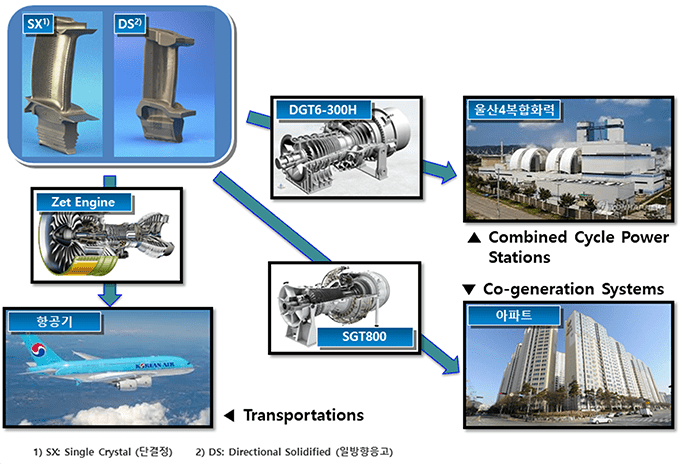 SX1)
DS2)
DGT6-300H
울산4복합화력
Zet Engine
▲ Combined Cycle Power
Stations
▼ Co-generation Systems
항공기
KOREAN AIR
SGT800
아파트
◀ Transportations
1) SX: Single Crystal (단결정) 2) DS: Directional Solidified (일방향응고)